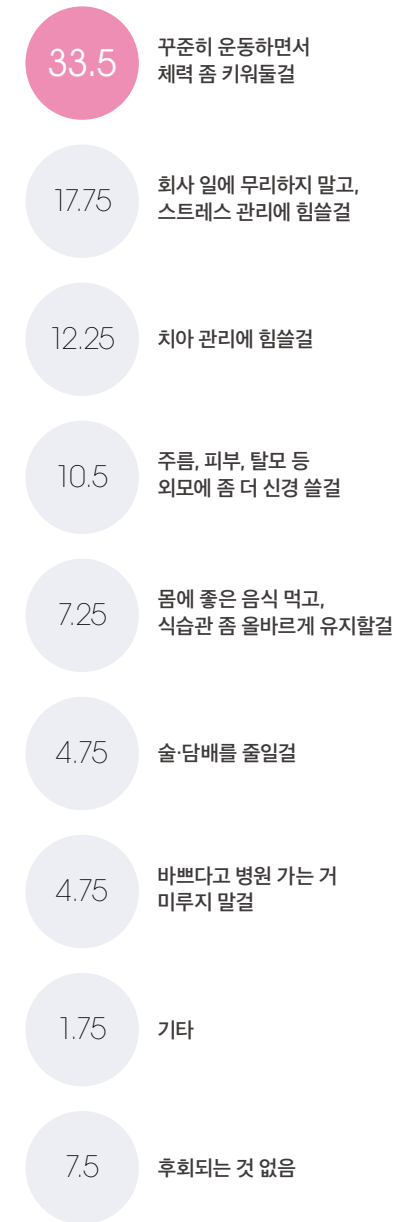 33.5
꾸준히 운동하면서
체력 좀 키워둘걸
17.75
회사 일에 무리하지 말고,
스트레스 관리에 힘쓸걸
12.25
치아 관리에 힘쓸걸
10.5
주름, 피부, 탈모 등
외모에 좀 더 신경 쓸걸
7.25
몸에 좋은 음식 먹고,
식습관 좀 올바르게 유지할걸
4.75
술·담배를 줄일걸
4.75
바쁘다고 병원 가는 거
미루지 말걸
1.75
기타
7.5
후회되는 것 없음